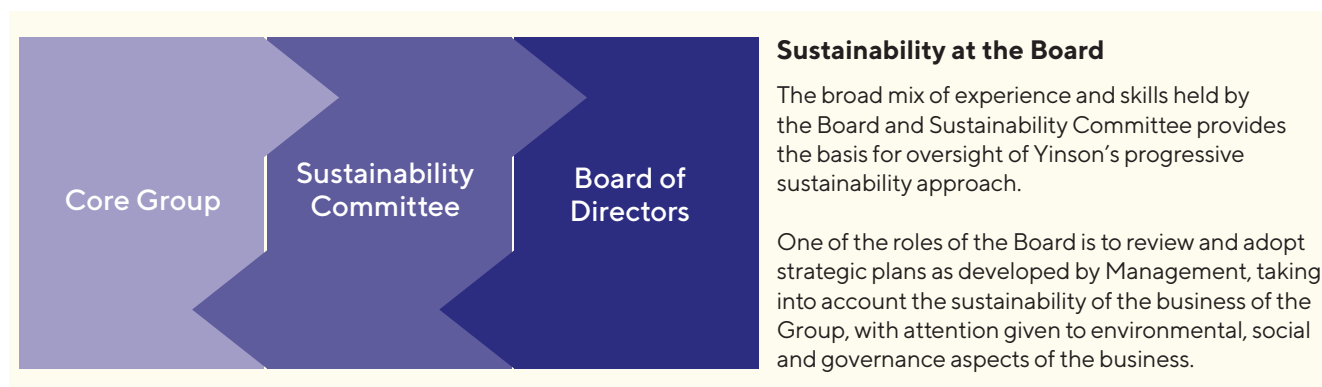 Core Group
Sustainability
Committee
Board of
Directors
Sustainability at the Board
The broad mix of experience and skills held by
the Board and Sustainability Committee provides
the basis for oversight of Yinson’s progressive
sustainability approach.
One of the roles of the Board is to review and adopt
strategic plans as developed by Management, taking
into account the sustainability of the business of the
Group, with attention given to environmental, social
and governance aspects of the business.